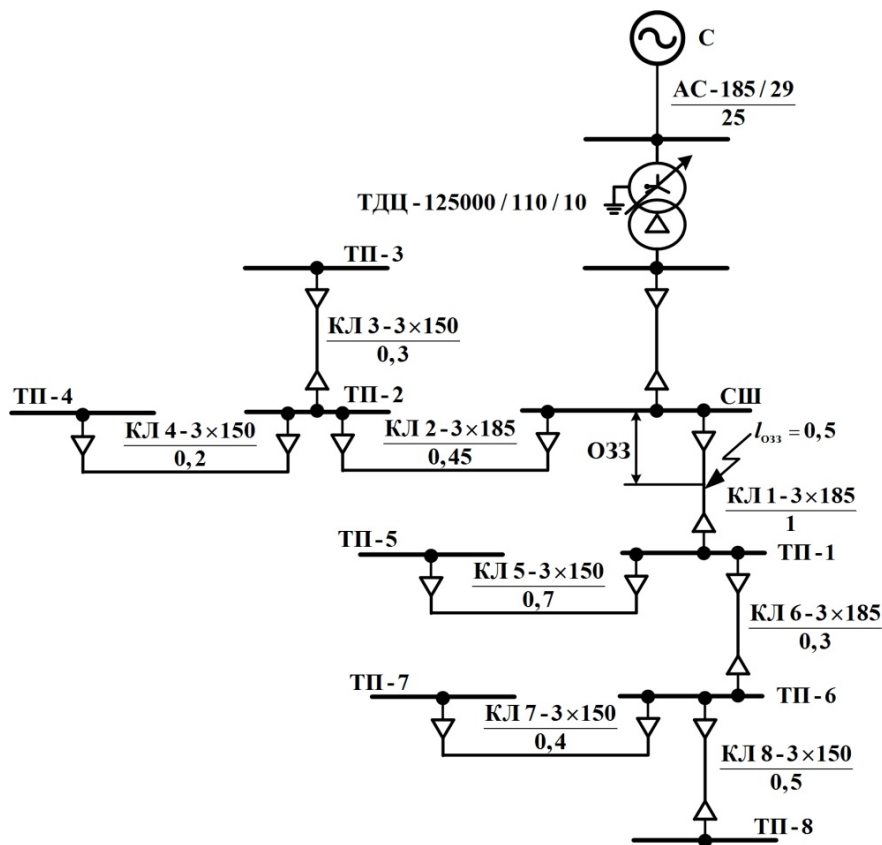 С
АС-185/29
25
ТДЦ-125000/110/10
ТП-3
КЛ 3-3×150
0,3
ТП-4
ТП-2
СШ
КЛ 4-3×150
0,2
КЛ 2-3×185
0,45
ОЗЗ
lОЗЗ = 0,5
КЛ 1-3×185
1
ТП-5
ТП-1
КЛ 5-3×150
0,7
КЛ 6-3×185
0,3
ТП-7
ТП-6
КЛ 7-3×150
0,4
КЛ 8-3×150
0,5
ТП-8